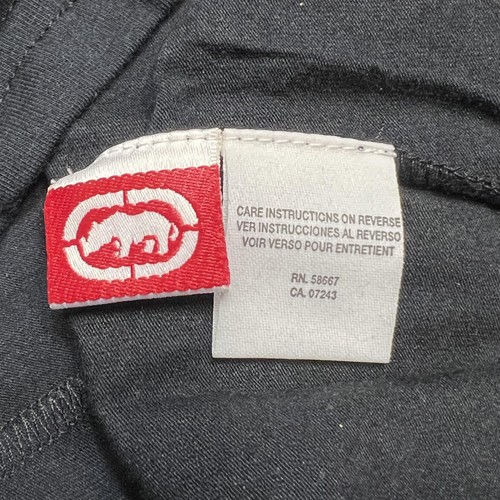 CARE INSTRUCTIONS ON REVERSE
VER INSTRUCCIONES AL REVERSO
VOIR VERSO POUR ENTRETIENT
RN. 58667
CA. 07243